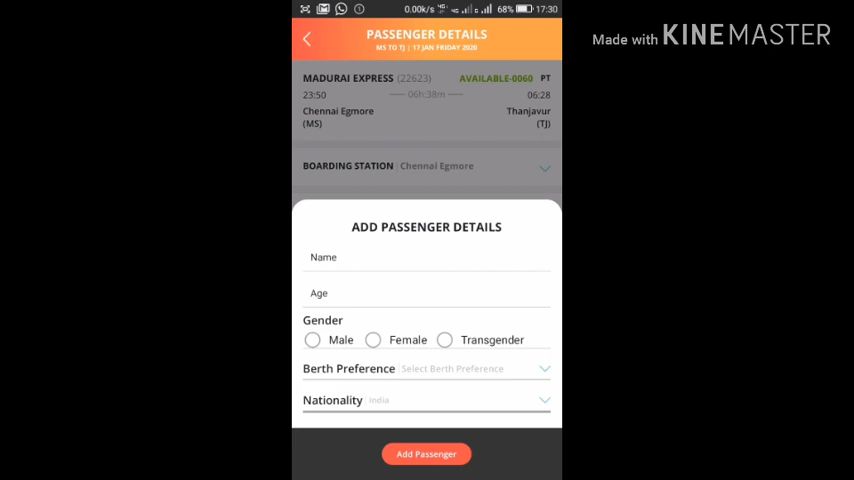 0.00k/s 68% 17:30
PASSENGER DETAILS
MS TO TJ | 17 JAN FRIDAY 2020
Made with KINEMASTER
MADURAI EXPRESS (22623) AVAILABLE-0060 PT
23:50 06h:38m 06:28
Chennai Egmore Thanjavur
(MS) (TJ)
BOARDING STATION | Chennai Egmore
ADD PASSENGER DETAILS
Name
Age
Gender
Male Female Transgender
Berth Preference | Select Berth Preference
Nationality | India
Add Passenger